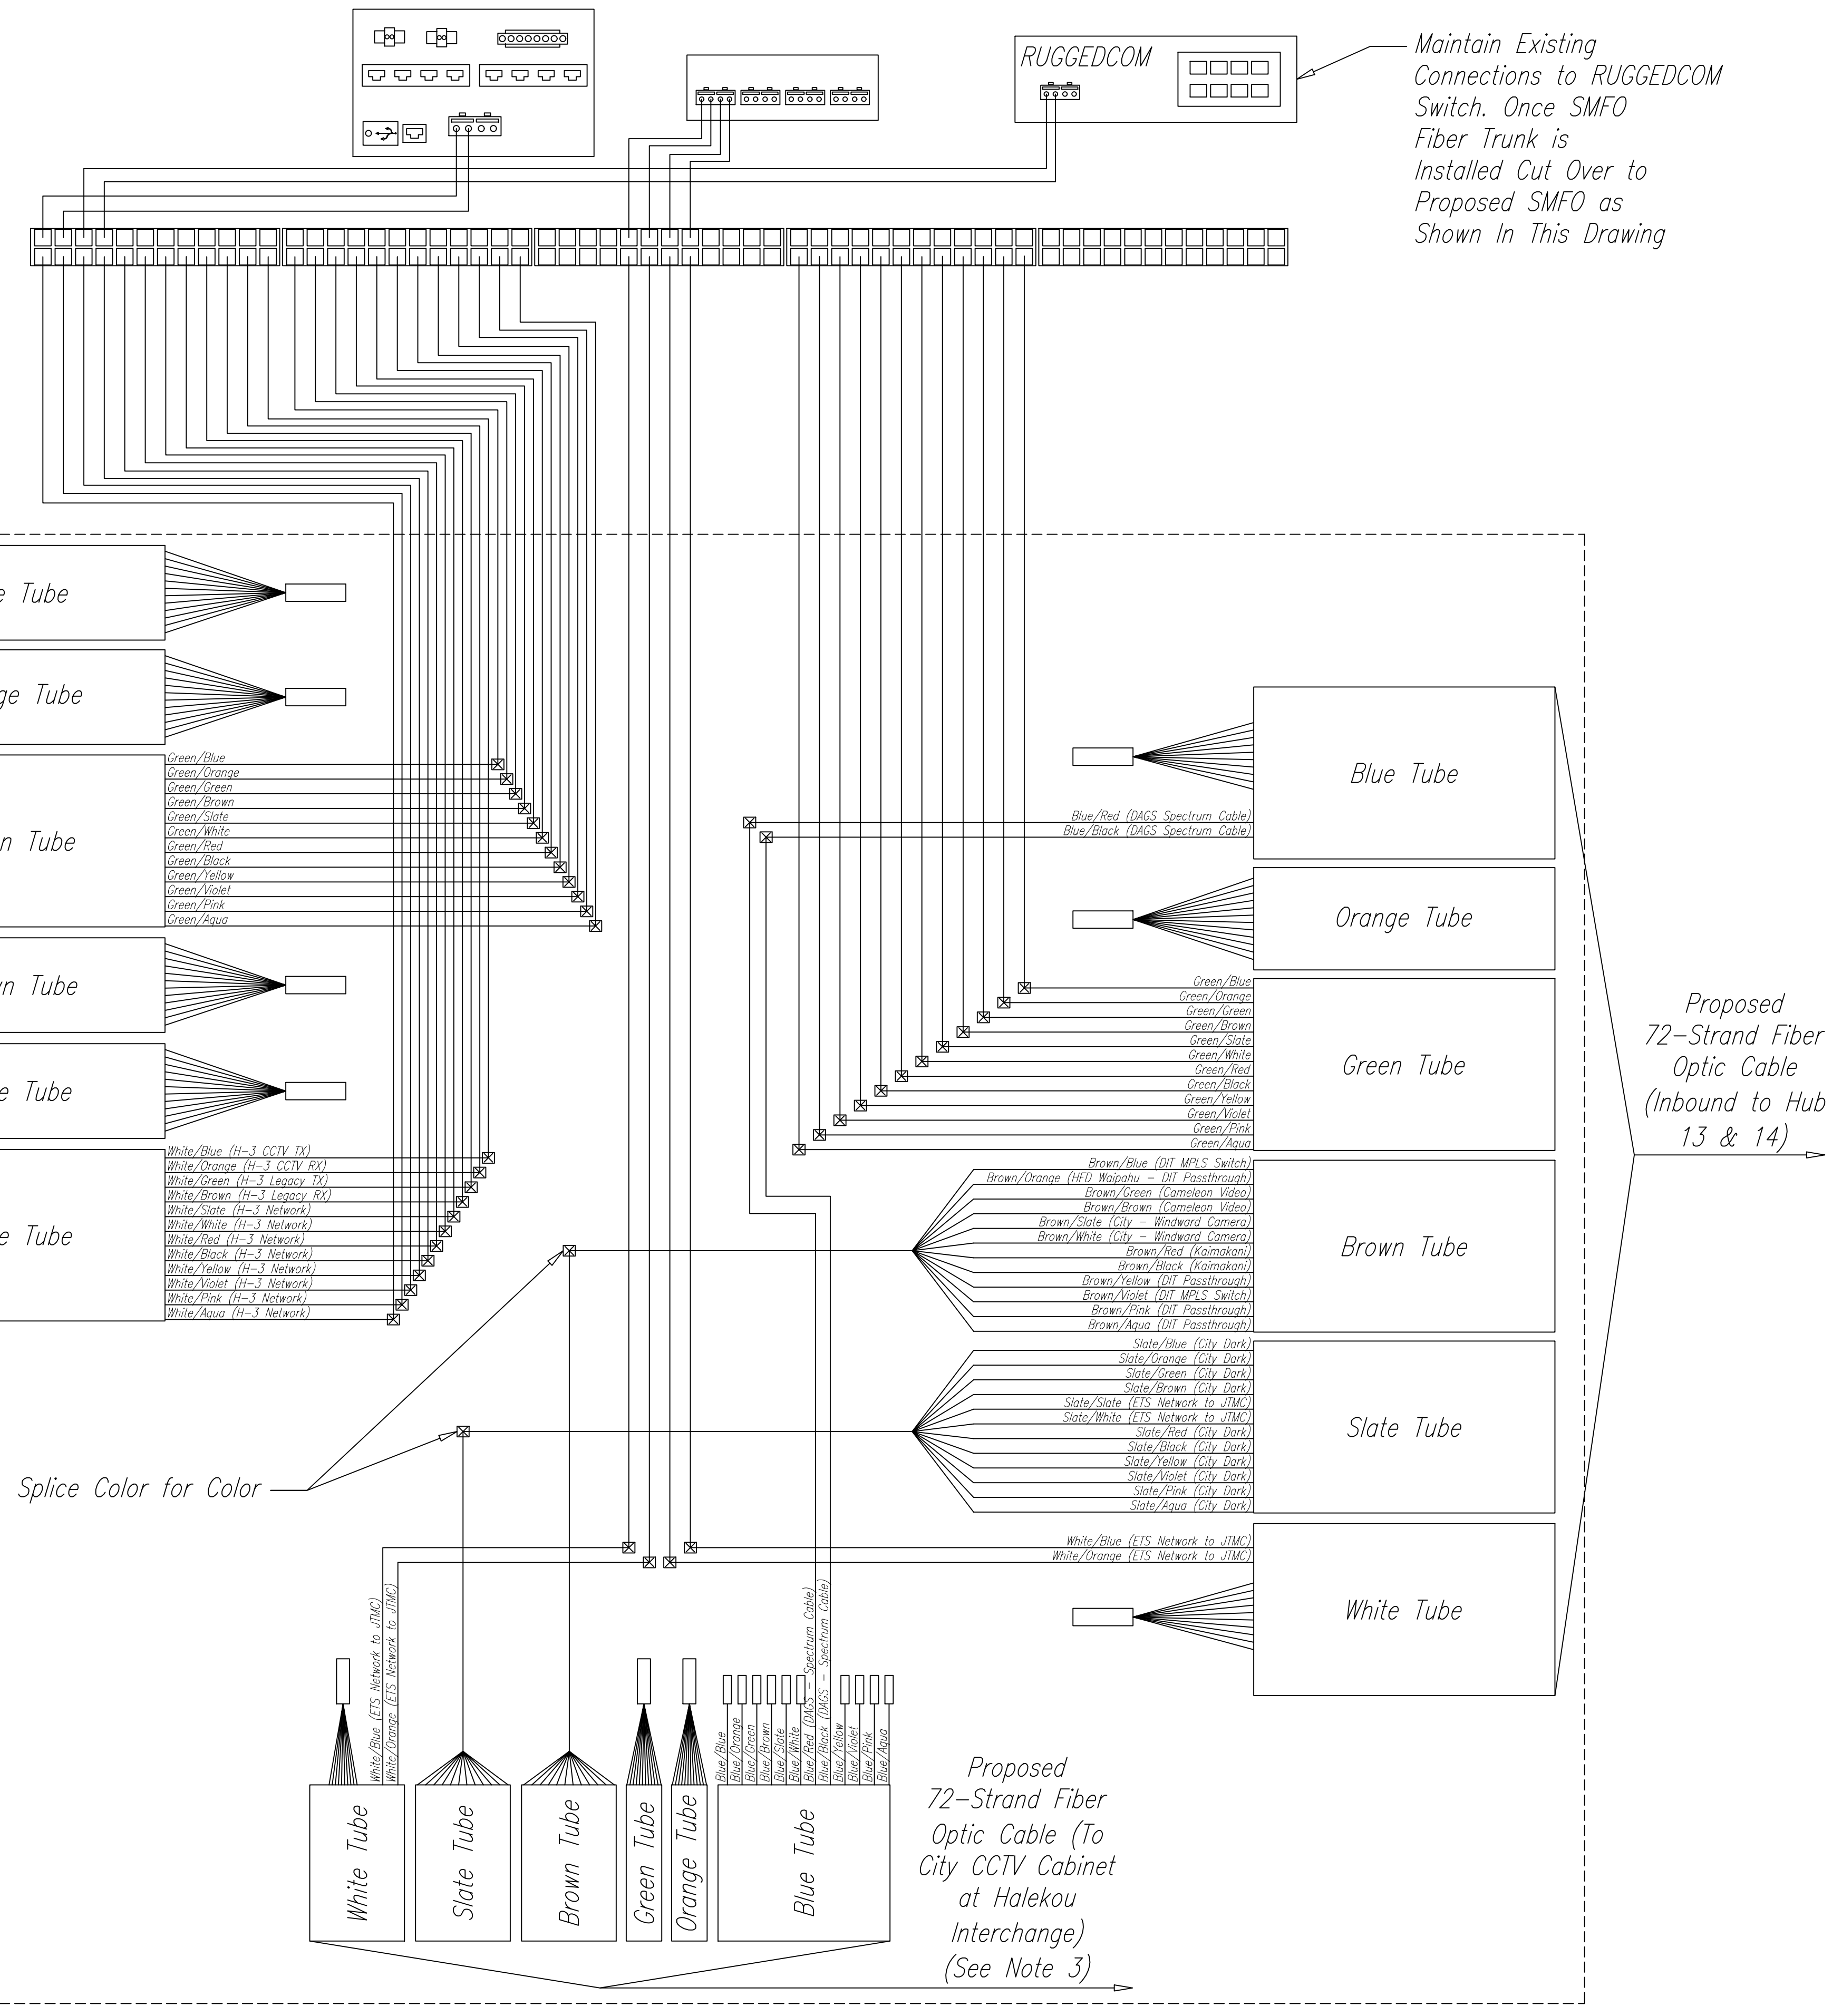 RUGGEDCOM
Maintain Existing
Connections to RUGGEDCOM
Switch. Once SMFO
Fiber Trunk is
Installed Cut Over to
Proposed SMFO as
Shown In This Drawing
e Tube
ge Tube
n Tube
Green/Blue
Green/Orange
Green/Green
Green/Brown
Green/Slate
Green/White
Green/Red
Green/Black
Green/Yellow
Green/Violet
Green/Pink
Green/Aqua
wn Tube
e Tube
e Tube
White/Blue (H-3 CCTV TX)
White/Orange (H-3 CCTV RX)
White/Green (H-3 Legacy TX)
White/Brown (H-3 Legacy RX)
White/Slate (H-3 Network)
White/White (H-3 Network)
White/Red (H-3 Network)
White/Black (H-3 Network)
White/Yellow (H-3 Network)
White/Violet (H-3 Network)
White/Pink (H-3 Network)
White/Aqua (H-3 Network)
Blue Tube
Blue/Red (DAGS Spectrum Cable)
Blue/Black (DAGS Spectrum Cable)
Orange Tube
Green/Blue
Green/Orange
Green/Green
Green/Brown
Green/Slate
Green/White
Green/Red
Green/Black
Green/Yellow
Green/Violet
Green/Pink
Green/Aqua
Green Tube
Brown/Blue (DIT MPLS Switch)
Brown/Orange (HFD Waipahu - DIT Passthrough)
Brown/Green (Cameleon Video)
Brown/Brown (Cameleon Video)
Brown/Slate (City - Windward Camera)
Brown/White (City - Windward Camera)
Brown/Red (Kaimakani)
Brown/Black (Kaimakani)
Brown/Yellow (DIT Passthrough)
Brown/Violet (DIT MPLS Switch)
Brown/Pink (DIT Passthrough)
Brown/Aqua (DIT Passthrough)
Brown Tube
Slate/Blue (City Dark)
Slate/Orange (City Dark)
Slate/Green (City Dark)
Slate/Brown (City Dark)
Slate/Slate (ETS Network to JTMC)
Slate/White (ETS Network to JTMC)
Slate/Red (City Dark)
Slate/Black (City Dark)
Slate/Yellow (City Dark)
Slate/Violet (City Dark)
Slate/Pink (City Dark)
Slate/Aqua (City Dark)
Slate Tube
White/Blue (ETS Network to JTMC)
White/Orange (ETS Network to JTMC)
White Tube
Proposed
72-Strand Fiber
Optic Cable
(Inbound to Hub
13 & 14)
Splice Color for Color
White/Blue (ETS Network to JTMC)
White/Orange (ETS Network to JTMC)
Blue/Blue
Blue/Orange
Blue/Green
Blue/Brown
Blue/Slate
Blue/White
Blue/Red (DAGS - Spectrum Cable)
Blue/Black (DAGS - Spectrum Cable)
Blue/Yellow
Blue/Violet
Blue/Pink
Blue/Aqua
White Tube
Slate Tube
Brown Tube
Green Tube
Orange Tube
Blue Tube
Proposed
72-Strand Fiber
Optic Cable (To
City CCTV Cabinet
at Halekou
Interchange)
(See Note 3)